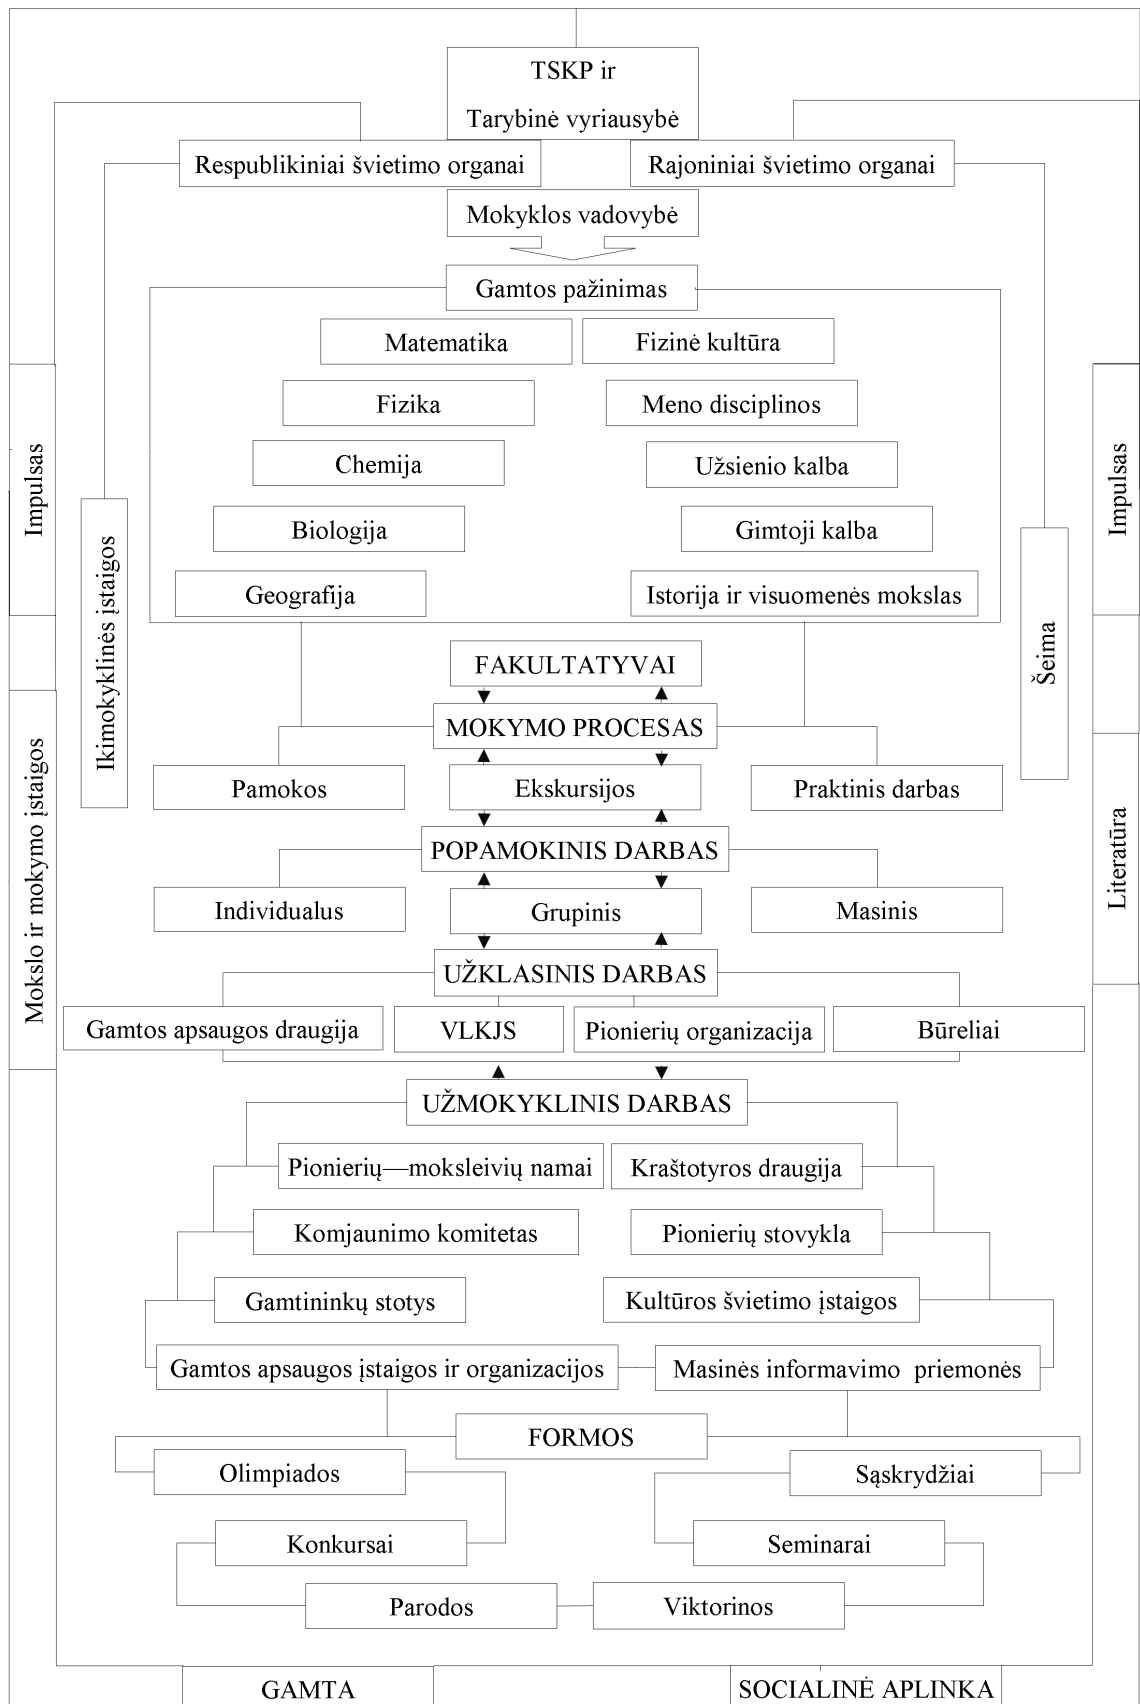 TSKP ir
Tarybinė vyriausybė
Respublikiniai švietimo organai
Rajoniniai švietimo organai
Mokyklos vadovybė
Gamtos pažinimas
Matematika
Fizinė kultūra
Fizika
Meno disciplinos
Chemija
Užsienio kalba
Biologija
Gimtoji kalba
Geografija
Istorija ir visuomenės mokslas
Impulsas
Impulsas
Ikimokyklinės įstaigos
Šeima
Mokslo ir mokymo įstaigos
Literatūra
FAKULTATYVAI
MOKYMO PROCESAS
Pamokos
Ekskursijos
Praktinis darbas
POPAMOKINIS DARBAS
Individualus
Grupinis
Masinis
UŽKLASINIS DARBAS
Gamtos apsaugos draugija
VLKJS
Pionierių organizacija
Būreliai
UŽMOKYKLINIS DARBAS
Pionierių—moksleivių namai
Kraštotyros draugija
Komjaunimo komitetas
Pionierių stovykla
Gamtininkų stotys
Kultūros švietimo įstaigos
Gamtos apsaugos įstaigos ir organizacijos
Masinės informavimo priemonės
FORMOS
Olimpiados
Sąskrydžiai
Konkursai
Seminarai
Parodos
Viktorinos
GAMTA
SOCIALINĖ APLINKA